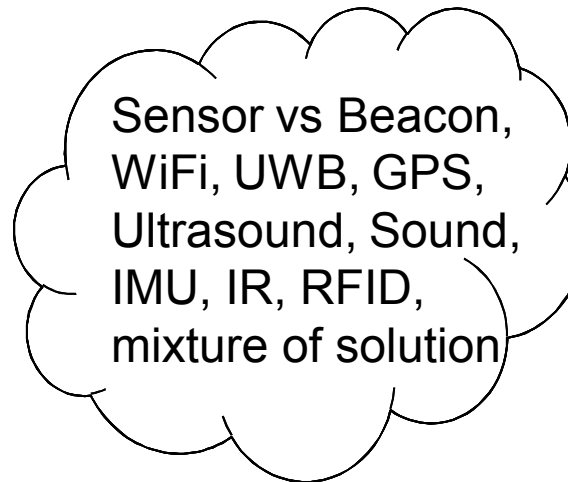 Sensor vs Beacon,
WiFi, UWB, GPS,
Ultrasound, Sound,
IMU, IR, RFID,
mixture of solution